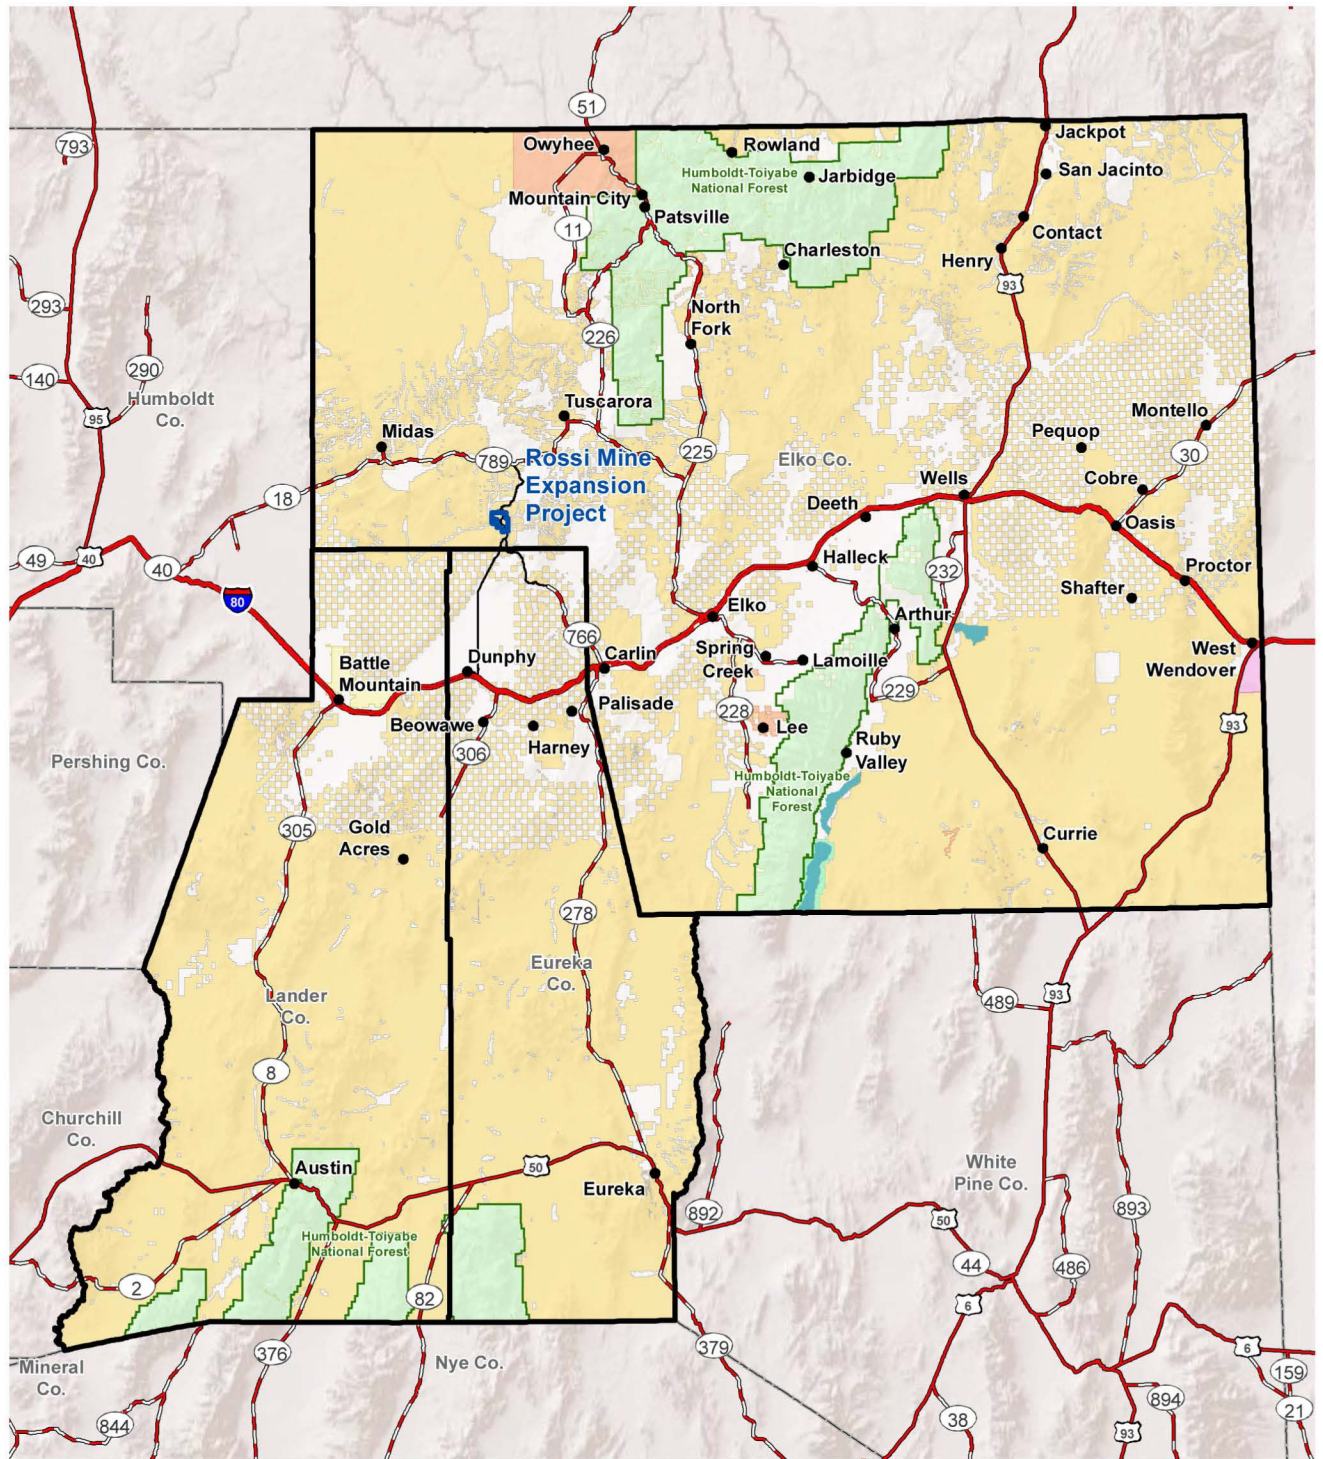 51
793
Jackpot
Owyhee
Rowland
Humboldt-Toiyabe
National Forest
Jarbidge
San Jacinto
Mountain City
Patsville
11
Contact
Charleston
Henry
93
293
North
Fork
226
290
140
Humboldt
Co.
95
Tuscarora
Midas
Montello
Pequop
789
Rossi Mine
Expansion
Project
225
Elko Co.
30
18
Wells
Cobre
Deeth
Oasis
49
40
40
Halleck
232
Proctor
80
Shafter
Elko
Arthur
766
Carlin
Spring
Creek
Lamoille
West
Wendover
Dunphy
Battle
Mountain
229
Palisade
228
Lee
93
Beowawe
Harney
306
Ruby
Valley
Pershing Co.
Humboldt-Toiyabe
National
Forest
305
Gold
Acres
Currie
278
Eureka
Co.
Lander
Co.
489
93
8
Churchill
Co.
Austin
50
Eureka
White
Pine Co.
892
50
893
Humboldt-Toiyabe
National Forest
44
486
2
82
6
376
379
6
Mineral
Co.
Nye Co.
159
894
21
844
38
93